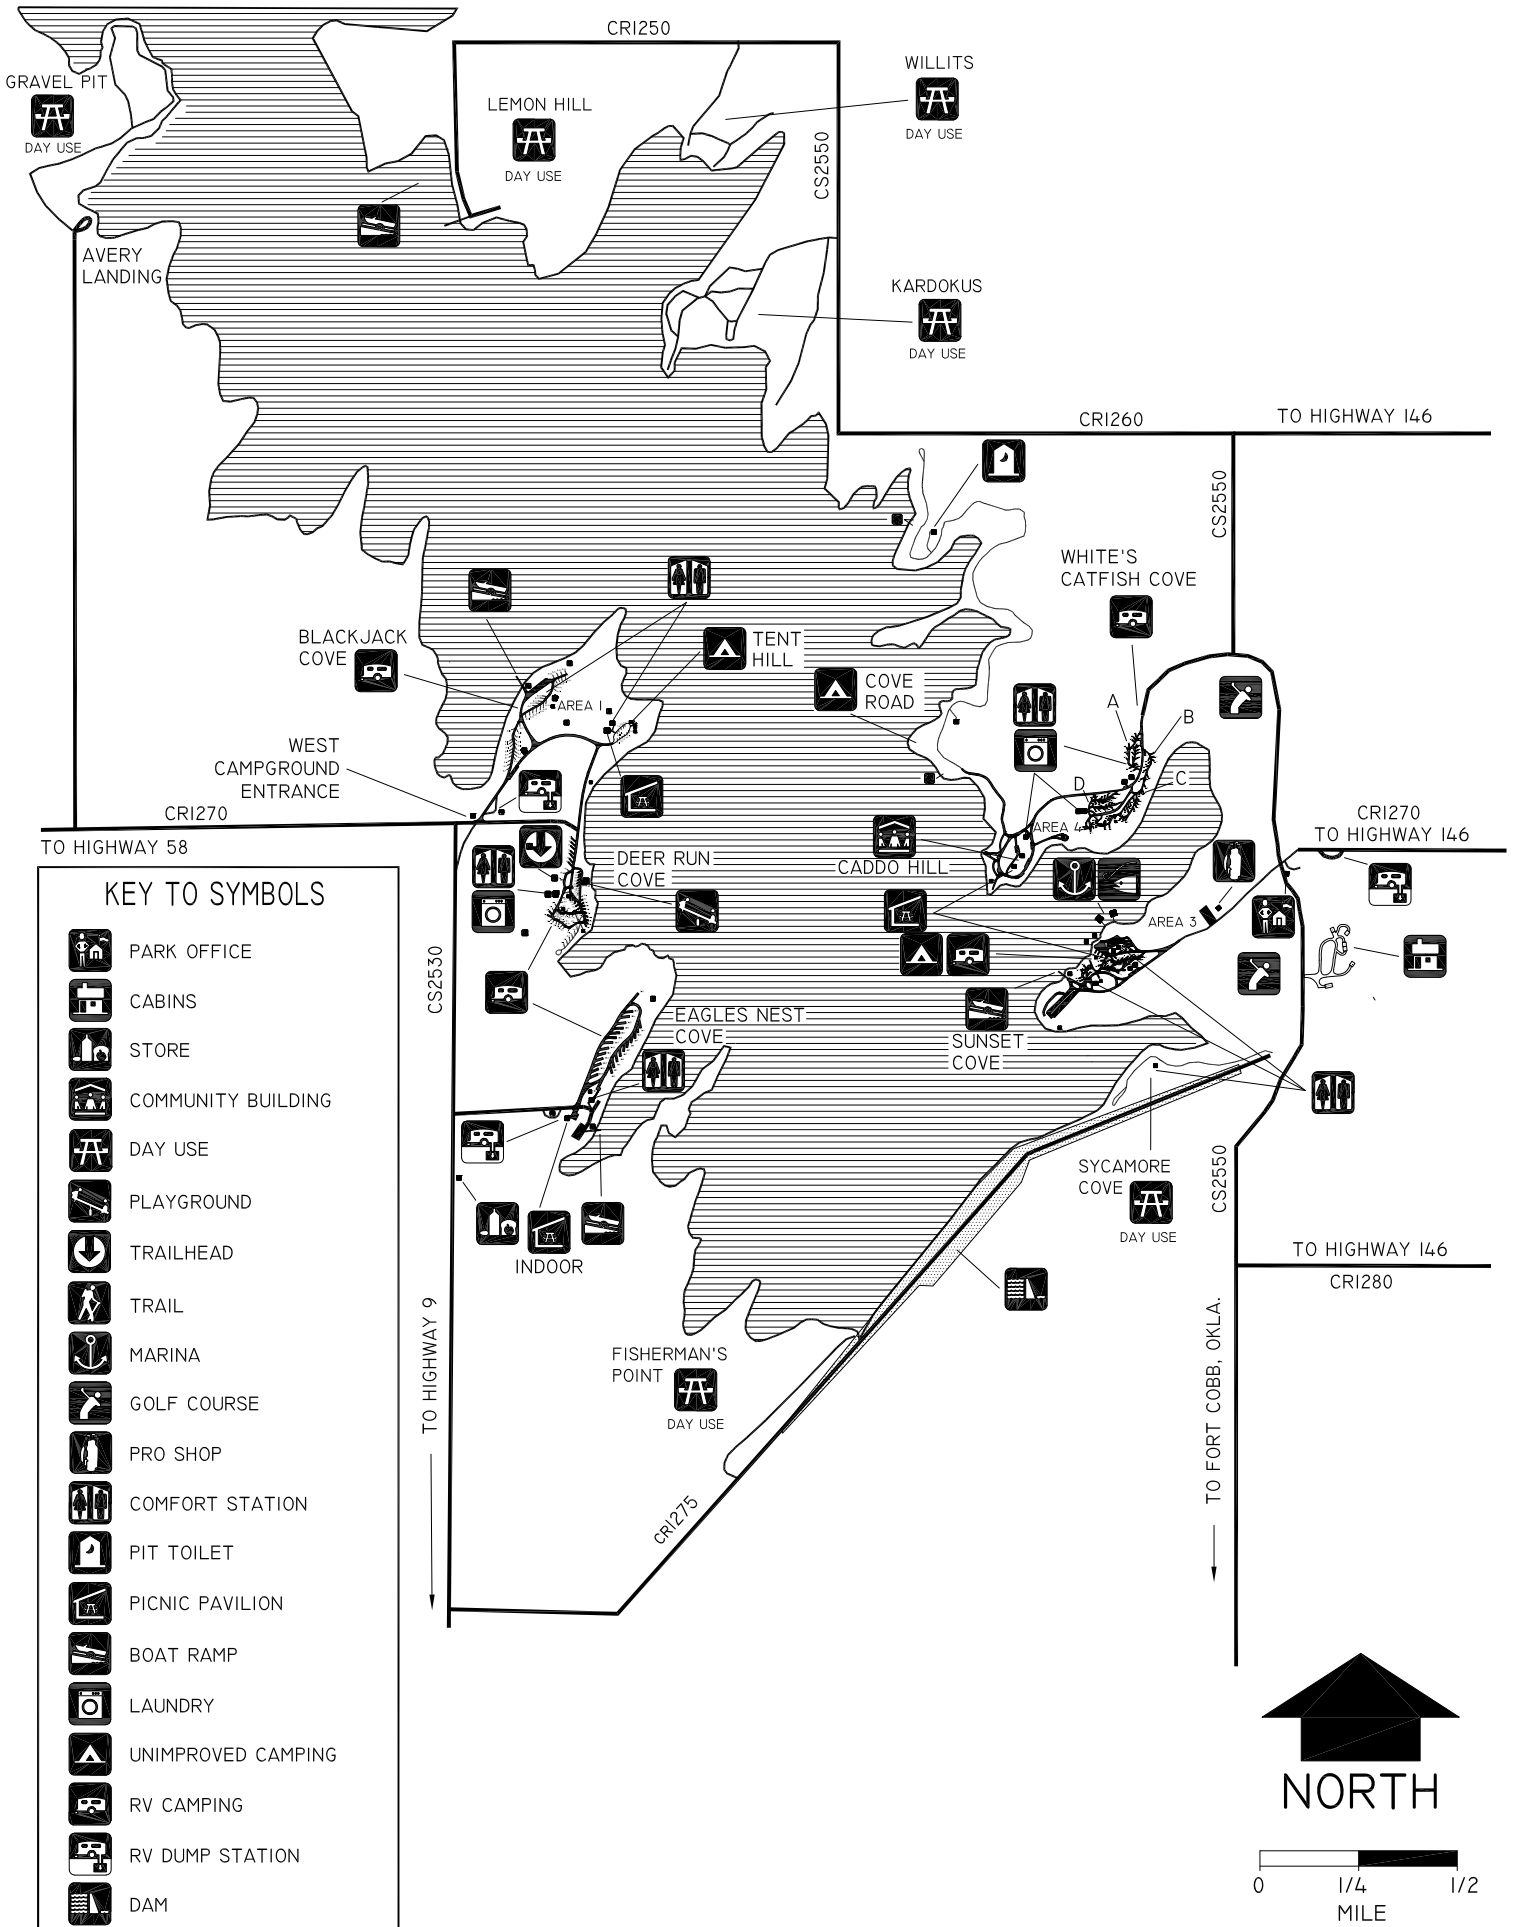 CR1250
WILLITS
DAY USE
GRAVEL PIT
DAY USE
LEMON HILL
DAY USE
CS2550
AVERY
LANDING
KARDOKUS
DAY USE
CR1260
TO HIGHWAY 146
CS2550
WHITE'S
CATFISH COVE
BLACKJACK
COVE
TENT
HILL
COVE
ROAD
AREA 1
A
B
C
D
WEST
CAMPGROUND
ENTRANCE
CR1270
TO HIGHWAY 58
CR1270
TO HIGHWAY 146
AREA 4
CADDO HILL
DEER RUN
COVE
AREA 3
CS2530
EAGLES NEST
COVE
SUNSET
COVE
SYCAMORE
COVE
DAY USE
CS2550
INDOOR
TO HIGHWAY 146
CR1280
TO HIGHWAY 9
TO FORT COBB, OKLA.
FISHERMAN'S
POINT
DAY USE
CR1275
KEY TO SYMBOLS
PARK OFFICE
CABINS
STORE
COMMUNITY BUILDING
DAY USE
PLAYGROUND
TRAILHEAD
TRAIL
MARINA
GOLF COURSE
PRO SHOP
COMFORT STATION
PIT TOILET
PICNIC PAVILION
BOAT RAMP
LAUNDRY
UNIMPROVED CAMPING
RV CAMPING
RV DUMP STATION
DAM
NORTH
0 1/4 1/2
MILE